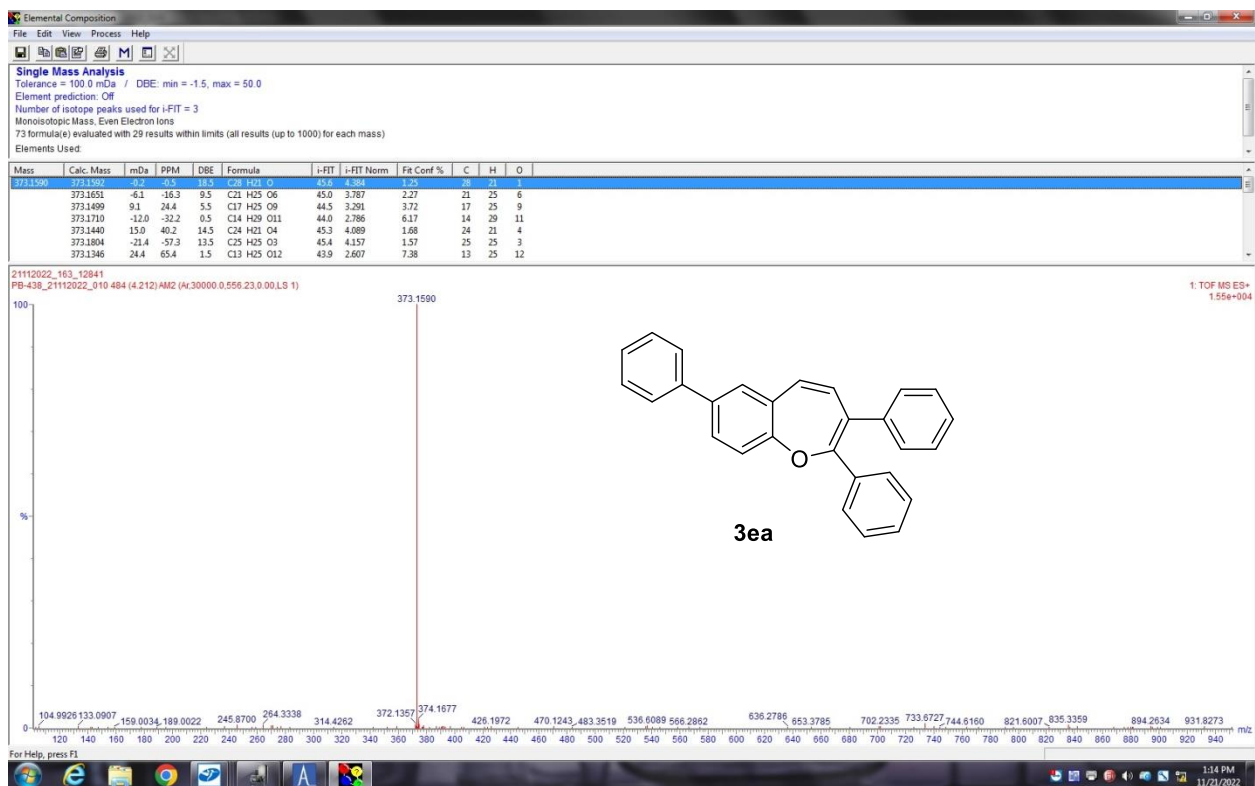 Elemental Composition
File Edit View Process Help
Single Mass Analysis
Tolerance = 100.0 mDa / DBE: min = -1.5, max = 50.0
Element prediction: Off
Number of isotope peaks used for i-FIT = 3
Monoisotopic Mass, Even Electron Ions
73 formula(e) evaluated with 29 results within limits (all results (up to 1000) for each mass)
Elements Used:
Mass Calc. Mass mDa PPM DBE Formula i-FIT i-FIT Norm Fit Conf % C H O
373.1590 373.1592 -0.2 -0.5 18.5 C28 H21 O 45.6 4.384 1.25 28 21 1
373.1651 -6.1 -16.3 9.5 C21 H25 O6 45.0 3.787 2.27 21 25 6
373.1499 9.1 24.4 5.5 C17 H25 O9 44.5 3.291 3.72 17 25 9
373.1710 -12.0 -32.2 0.5 C14 H29 O11 44.0 2.786 6.17 14 29 11
373.1440 15.0 40.2 14.5 C24 H21 O4 45.3 4.089 1.68 24 21 4
373.1804 -21.4 -57.3 13.5 C25 H25 O3 45.4 4.157 1.57 25 25 3
373.1346 24.4 65.4 1.5 C13 H25 O12 43.9 2.607 7.38 13 25 12
21112022_163_12841
PB-438_21112022_010 484 (4.212) AM2 (Ar,30000.0,556.23,0.00,LS 1)
1: TOF MS ES+
1.55e+004
373.1590
100
O
3ea
%
104.9926 133.0907 159.0034 189.0022 245.8700 264.3338 314.4262 372.1357 374.1677 426.1972 470.1243 483.3519 536.6089 566.2862 636.2786 653.3785 702.2335 733.6727 744.6160 821.6007 835.3359 894.2634 931.8273
0
120 140 160 180 200 220 240 260 280 300 320 340 360 380 400 420 440 460 480 500 520 540 560 580 600 620 640 660 680 700 720 740 760 780 800 820 840 860 880 900 920 940 m/z
For Help, press F1
1:14 PM
11/21/2022